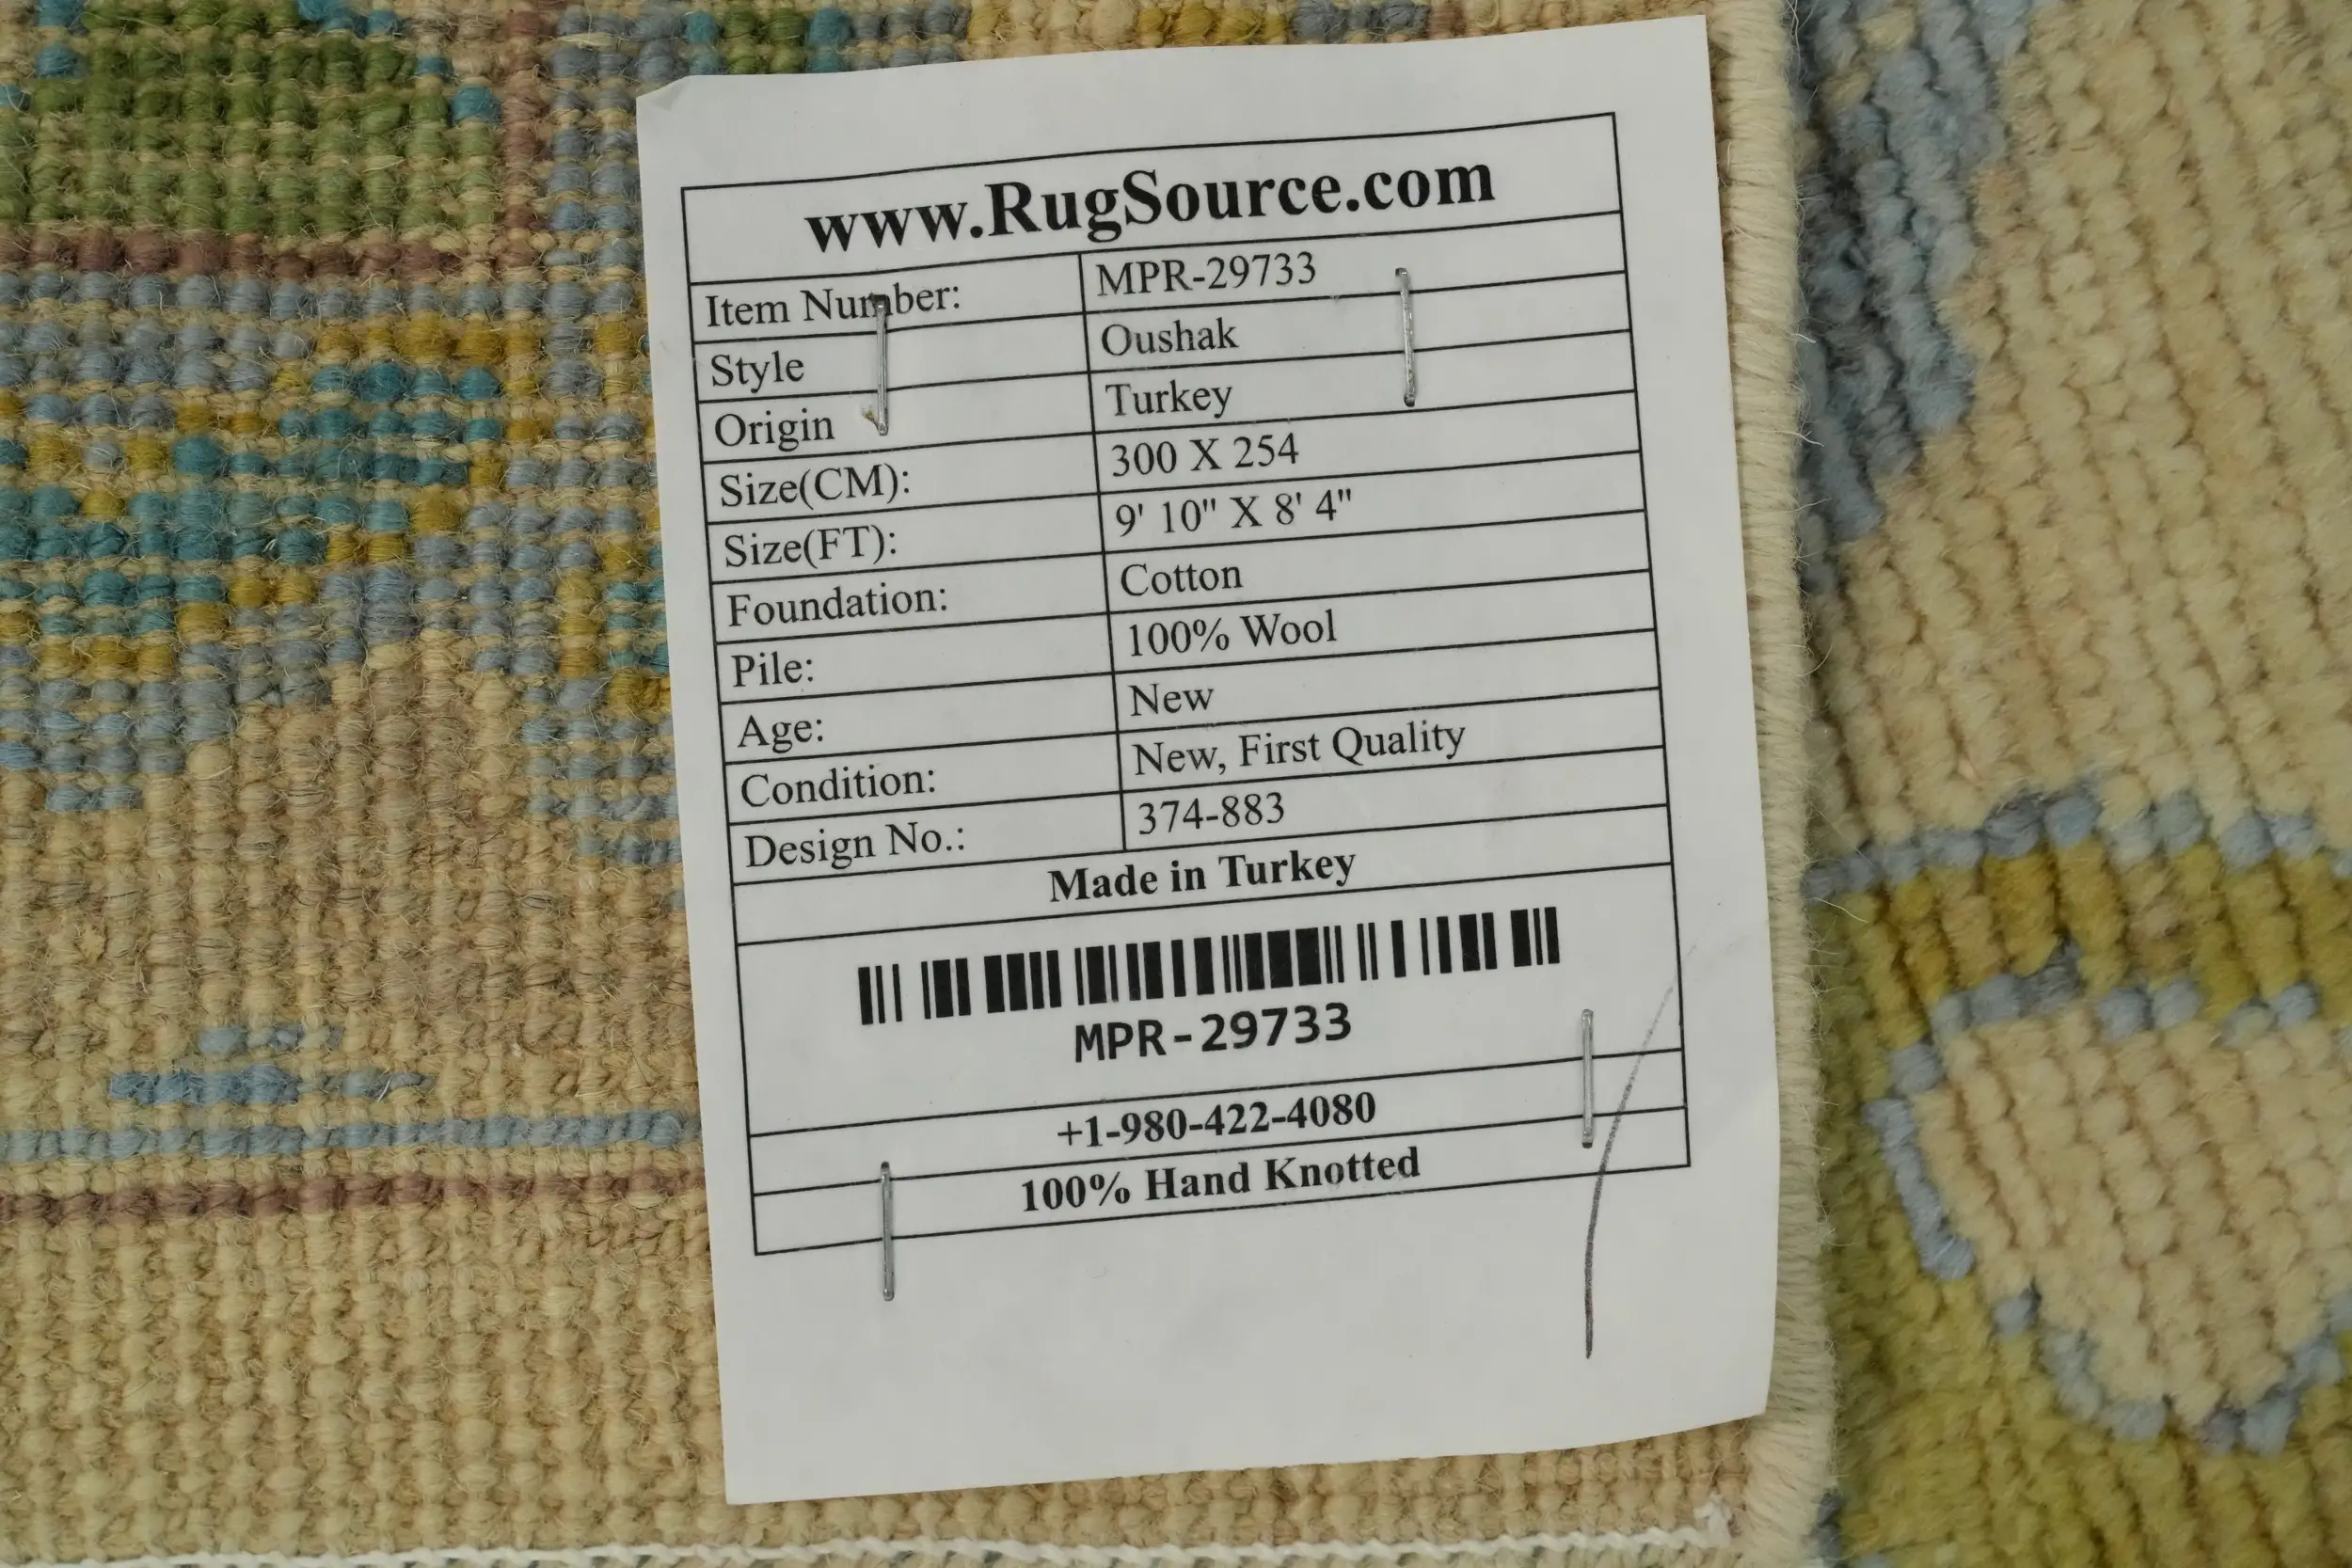 www.RugSource.com
Item Number: MPR-29733
Style Oushak
Origin Turkey
Size(CM): 300 X 254
Size(FT): 9' 10" X 8' 4"
Foundation: Cotton
Pile: 100% Wool
Age: New
Condition: New, First Quality
Design No.: 374-883
Made in Turkey
MPR-29733
+1-980-422-4080
100% Hand Knotted